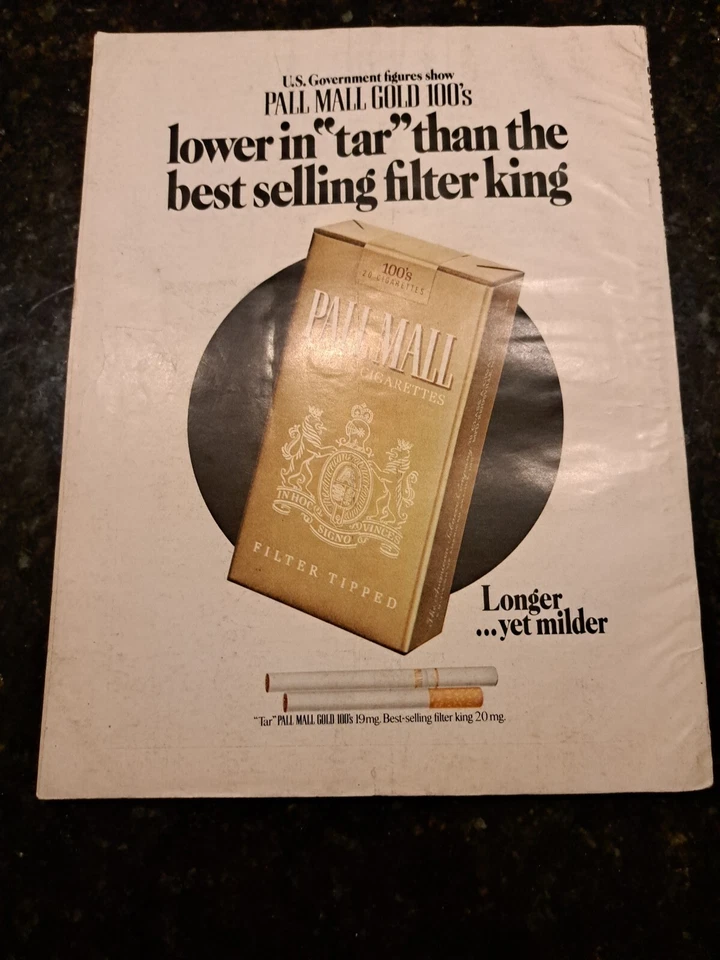 U.S. Government figures show
PALL MALL GOLD 100's
lower in "tar" than the
best selling filter king
100's
20 CIGARETTES
PALL MALL
CIGARETTES
IN HOC
SIGNO
VINCES
FILTER TIPPED
Longer
...yet milder
"Tar" PALL MALL GOLD 100's 19 mg. Best-selling filter king 20 mg.